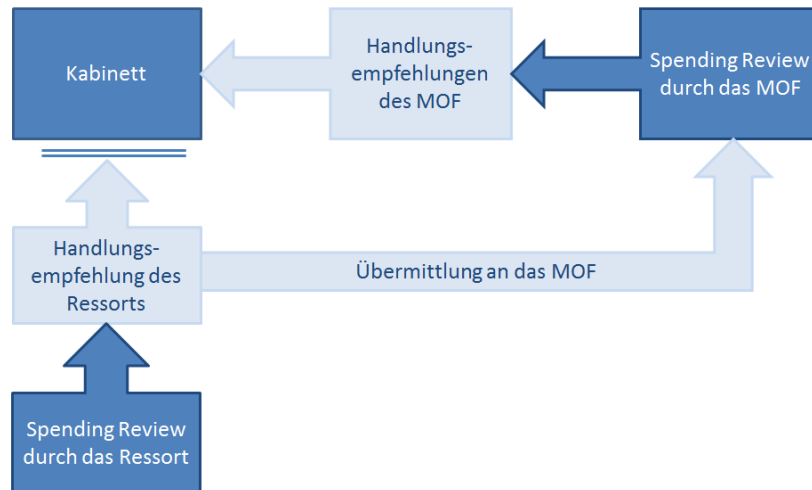 Kabinett
Handlungs-
empfehlungen
des MOF
Spending Review
durch das MOF
Handlungs-
empfehlung des
Ressorts
Übermittlung an das MOF
Spending Review
durch das Ressort